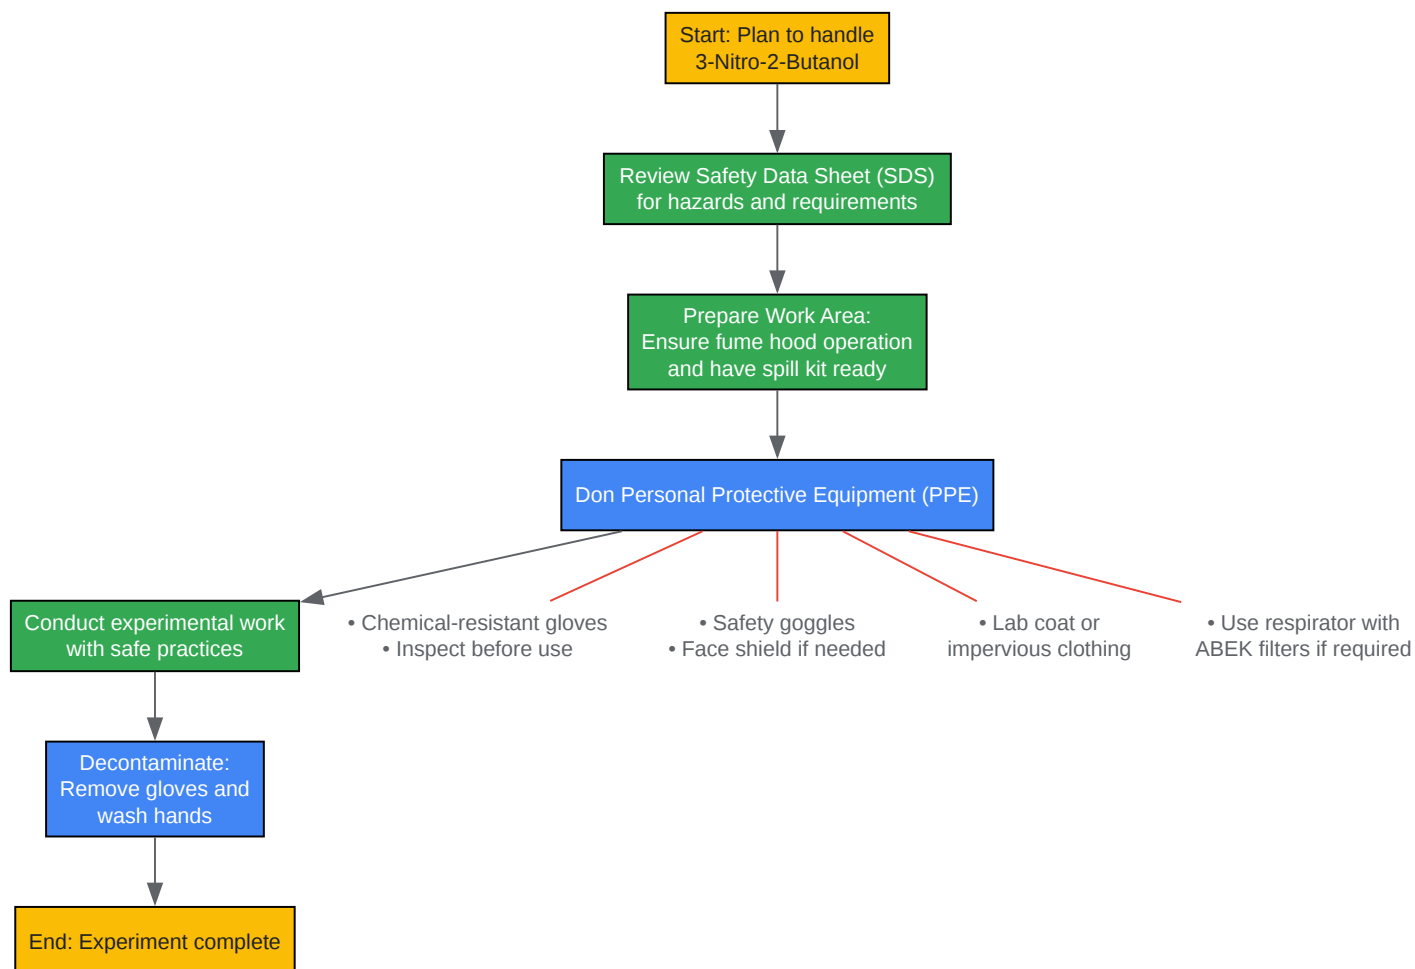 Start: Plan to handle
3-Nitro-2-Butanol
Review Safety Data Sheet (SDS)
for hazards and requirements
Prepare Work Area:
Ensure fume hood operation
and have spill kit ready
Don Personal Protective Equipment (PPE)
Conduct experimental work
with safe practices
• Chemical-resistant gloves
• Inspect before use
• Safety goggles
• Face shield if needed
• Lab coat or
impervious clothing
• Use respirator with
ABEK filters if required
Decontaminate:
Remove gloves and
wash hands
End: Experiment complete